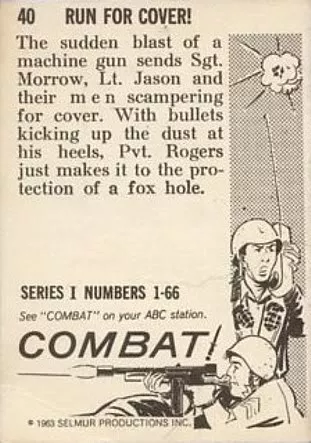 40 RUN FOR COVER!
The sudden blast of a
machine gun sends Sgt.
Morrow, Lt. Jason and
their men scampering
for cover. With bullets
kicking up the dust at
his heels, Pvt. Rogers
just makes it to the pro-
tection of a fox hole.
SERIES I NUMBERS 1-66
See "COMBAT" on your ABC station.
COMBAT!
© 1963 SELMUR PRODUCTIONS INC.